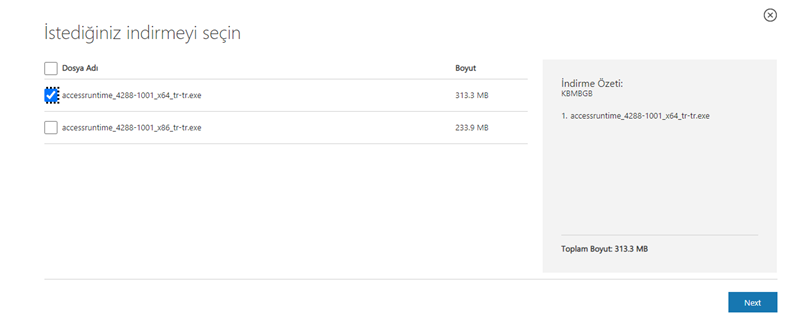 İstediğiniz indirmeyi seçin
Dosya Adı Boyut
accessruntime_4288-1001_x64_tr-tr.exe 313.3 MB
accessruntime_4288-1001_x86_tr-tr.exe 233.9 MB
İndirme Özeti:
KBMBGB
1. accessruntime_4288-1001_x64_tr-tr.exe
Toplam Boyut: 313.3 MB
Next